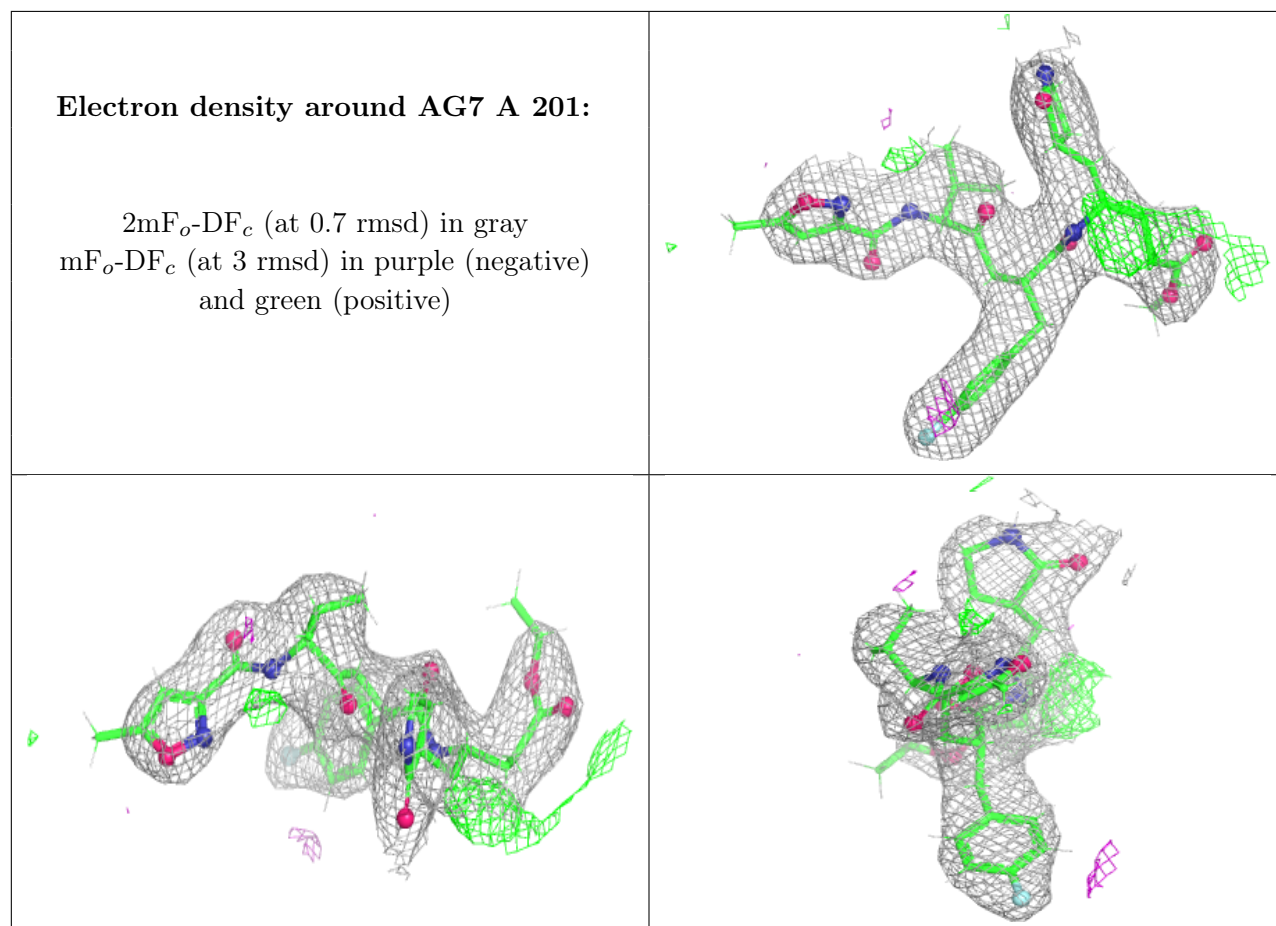 Electron density around AG7 A 201:
2mFo-DFc (at 0.7 rmsd) in gray
mFo-DFc (at 3 rmsd) in purple (negative)
and green (positive)